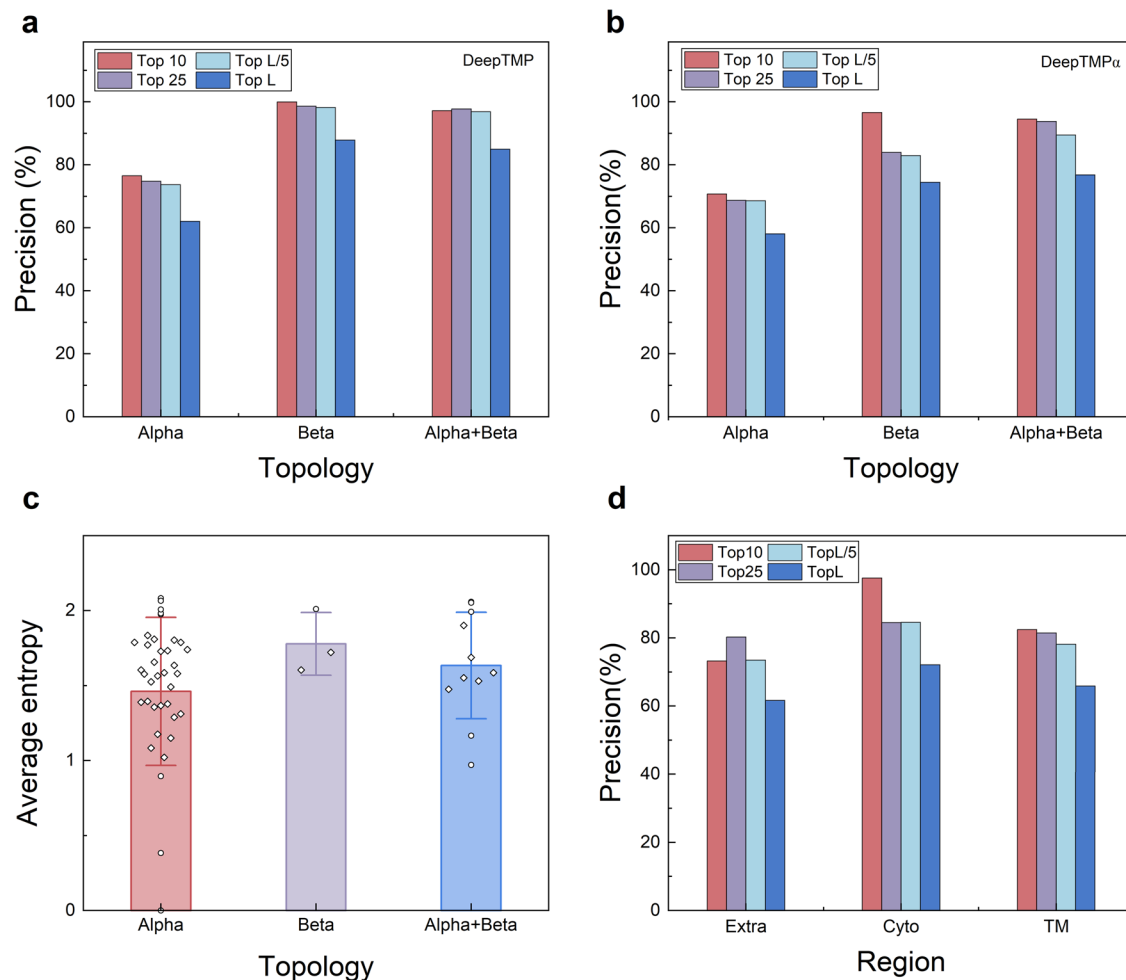 a
Top 10
Top L/5
Top 25
Top L
DeepTMP
Precision (%)
100
80
60
40
20
0
Alpha
Beta
Alpha+Beta
Topology
b
Top 10
Top L/5
Top 25
Top L
DeepTMPα
Precision(%)
100
80
60
40
20
0
Alpha
Beta
Alpha+Beta
Topology
c
Average entropy
2
1
0
Alpha
Beta
Alpha+Beta
Topology
d
Top10
TopL/5
Top25
TopL
Precision(%)
100
80
60
40
20
0
Extra
Cyto
TM
Region